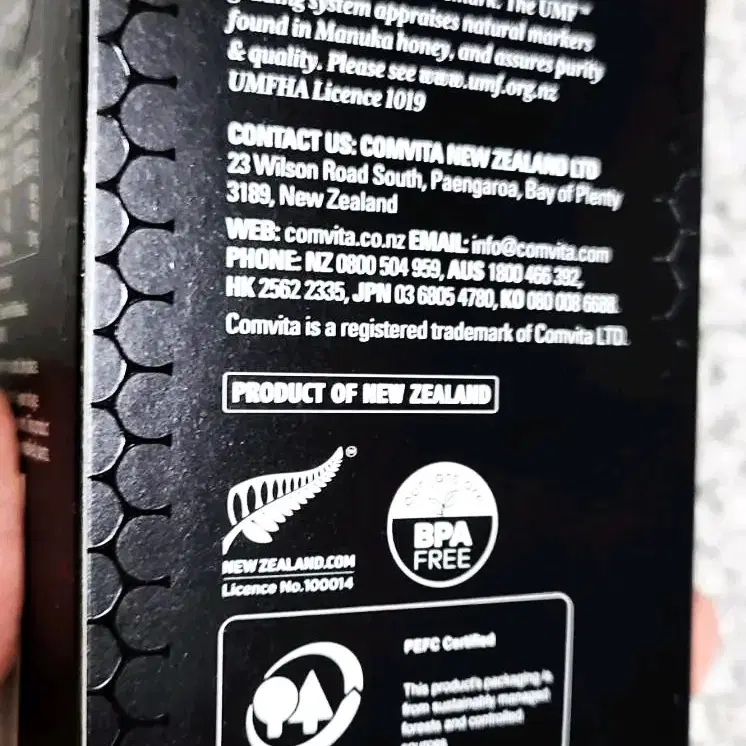 system appraises natural markers
found in Manuka honey, and assures purity
& quality. Please see www.umf.org.nz
UMFHA Licence 1019
CONTACT US: COMVITA NEW ZEALAND LTD
23 Wilson Road South, Paengaroa, Bay of Plenty
3189, New Zealand
WEB: comvita.co.nz EMAIL: info@comvita.com
PHONE: NZ 0800 504 959, AUS 1800 466 392,
HK 2562 2335, JPN 03 6805 4780, KO 080 008 6688.
Comvita is a registered trademark of Comvita LTD.
PRODUCT OF NEW ZEALAND
NEW ZEALAND.COM
Licence No.100014
BPA
FREE
PEFC Certified
This product's packaging is
from sustainably managed
forests and controlled